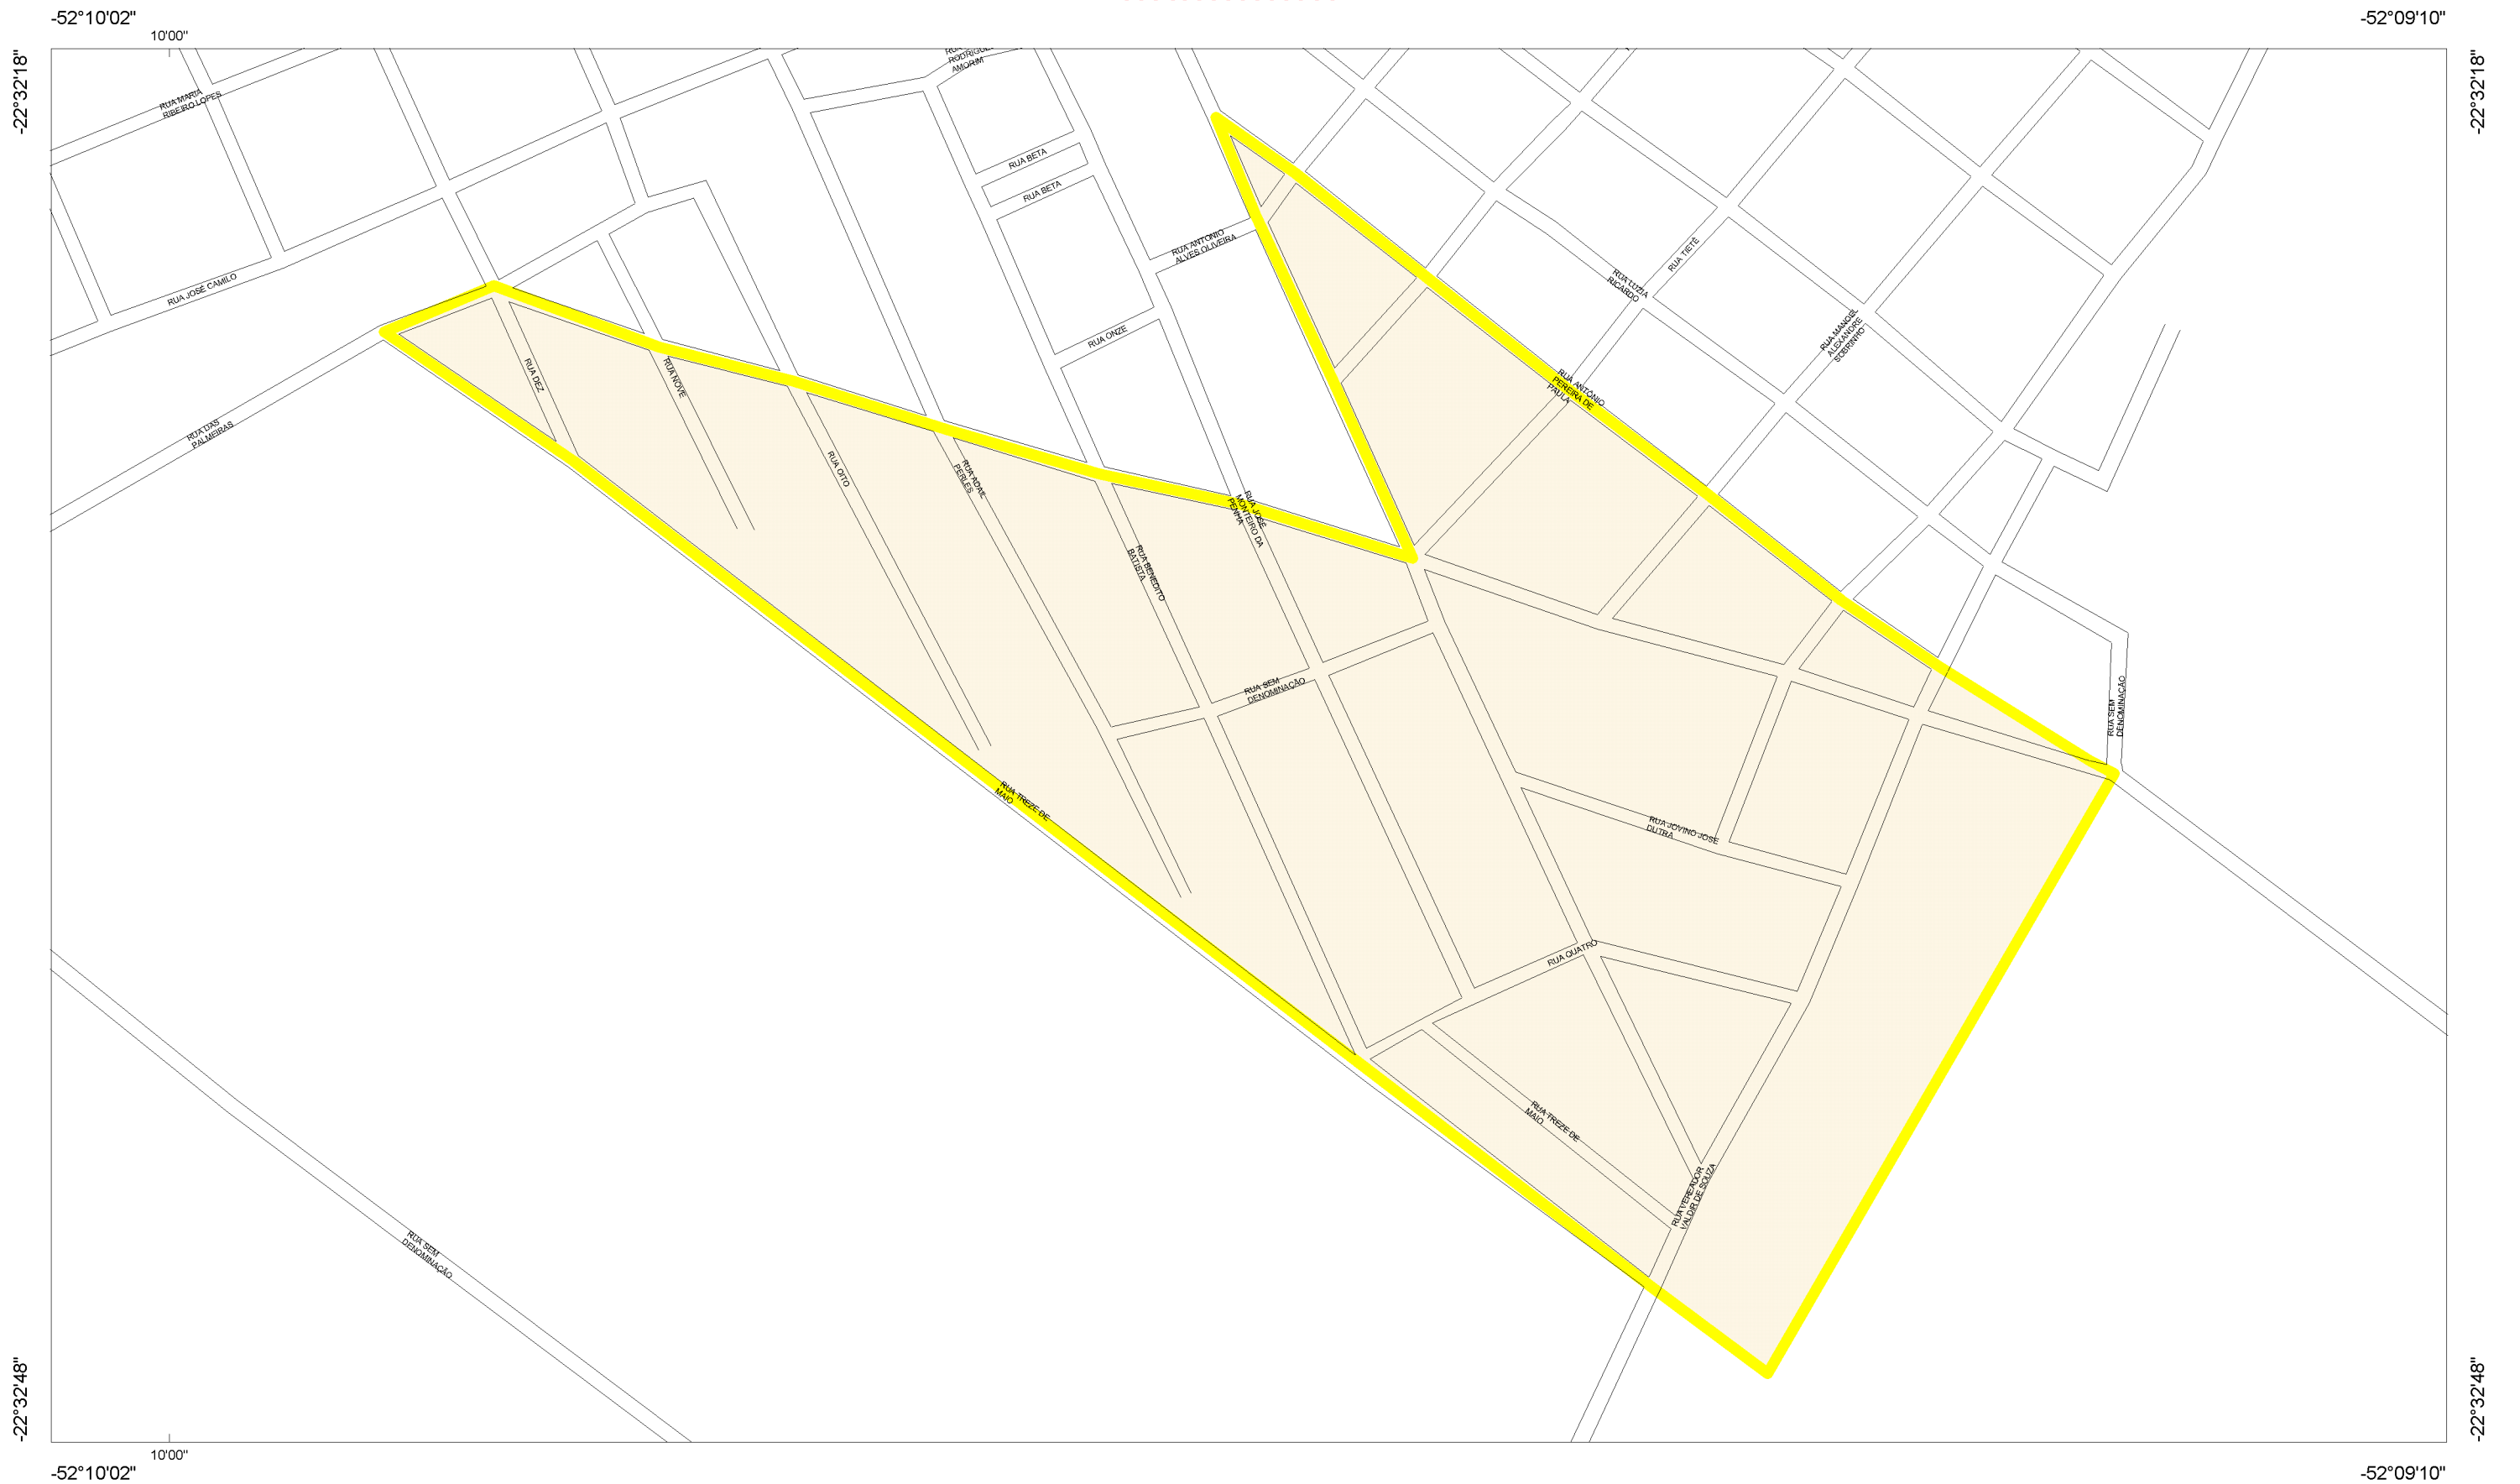 -52°10'02"
-52°09'10"
10'00"
-22°32'18"
-22°32'18"
RODRIGUES
AMORIM
RUA MARIA
RIBEIRO LOPES
RUA BETA
RUA BETA
RUA ANTONIO
ALVES OLIVEIRA
RUA TIETÊ
RUA JOSÉ CAMILO
RUA LUZIA
RICARDO
RUA MANOEL
ALEXANDRE
SOBRINHO
RUA ONZE
RUA DEZ
RUA NOVE
RUA ANTÔNIO
PEREIRA DE
PAULA
RUA DAS
PALMEIRAS
RUA OITO
RUA ADAIL
PERLES
RUA JOSÉ
MONTEIRO DA
PENHA
RUA BENEDITO
BATISTA
RUA SEM
DENOMINAÇÃO
RUA SEM
DENOMINAÇÃO
RUA TREZE DE
MAIO
RUA JOVINO JOSÉ
DUTRA
RUA QUATRO
RUA TREZE DE
MAIO
RUA VEREADOR
VALDIR DE SOUZA
RUA SEM
DENOMINAÇÃO
-22°32'48"
-22°32'48"
10'00"
-52°10'02"
-52°09'10"